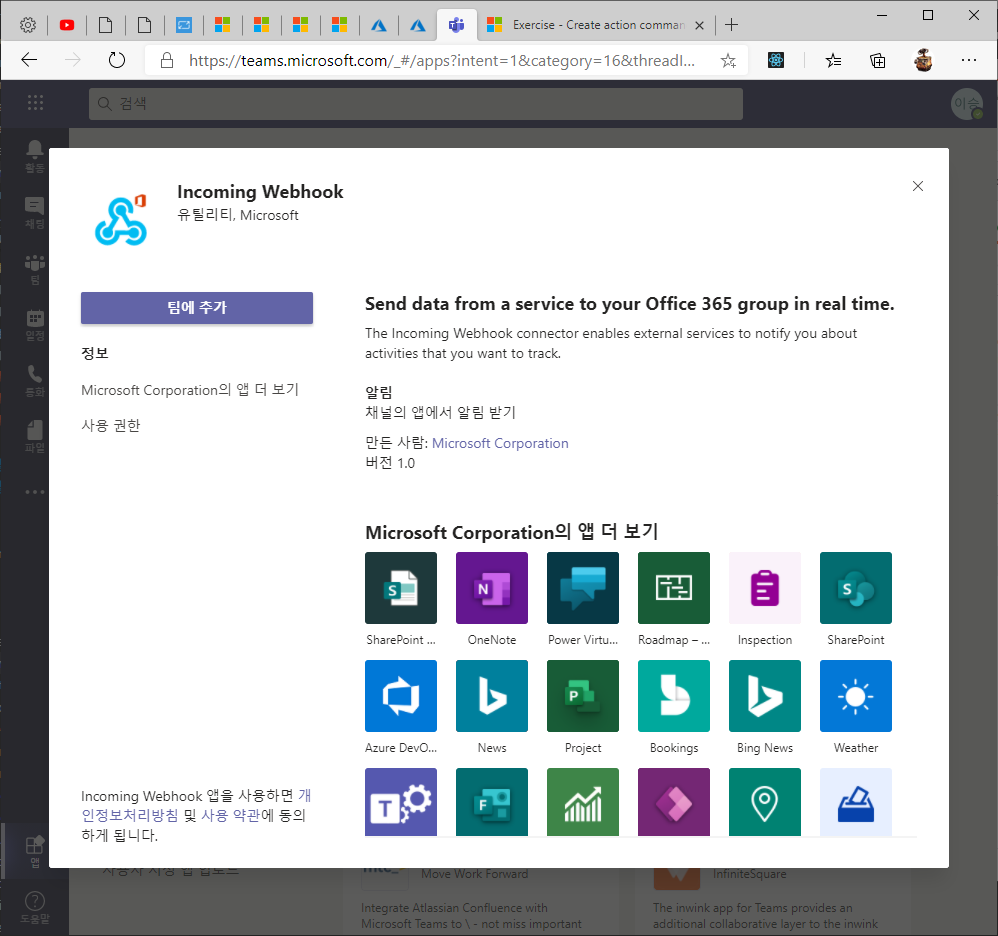 Exercise - Create action comman
https://teams.microsoft.com/_#/apps?intent=1&category=16&threadI...
검색
이승
활동
채팅
팀
일정
통화
파일
앱
도움말
Incoming Webhook
유틸리티, Microsoft
팀에 추가
정보
Microsoft Corporation의 앱 더 보기
사용 권한
Incoming Webhook 앱을 사용하면 개
인정보처리방침 및 사용 약관에 동의
하게 됩니다.
Send data from a service to your Office 365 group in real time.
The Incoming Webhook connector enables external services to notify you about
activities that you want to track.
알림
채널의 앱에서 알림 받기
만든 사람: Microsoft Corporation
버전 1.0
Microsoft Corporation의 앱 더 보기
SharePoint ...
OneNote
Power Virtu...
Roadmap – ...
Inspection
SharePoint
Azure DevO...
News
Project
Bookings
Bing News
Weather
사용자 지정 앱 업로드
Move Work Forward
InfiniteSquare
Integrate Atlassian Confluence with
Microsoft Teams to \ - not miss important
The inwink app for Teams provides an
additional collaborative layer to the inwink